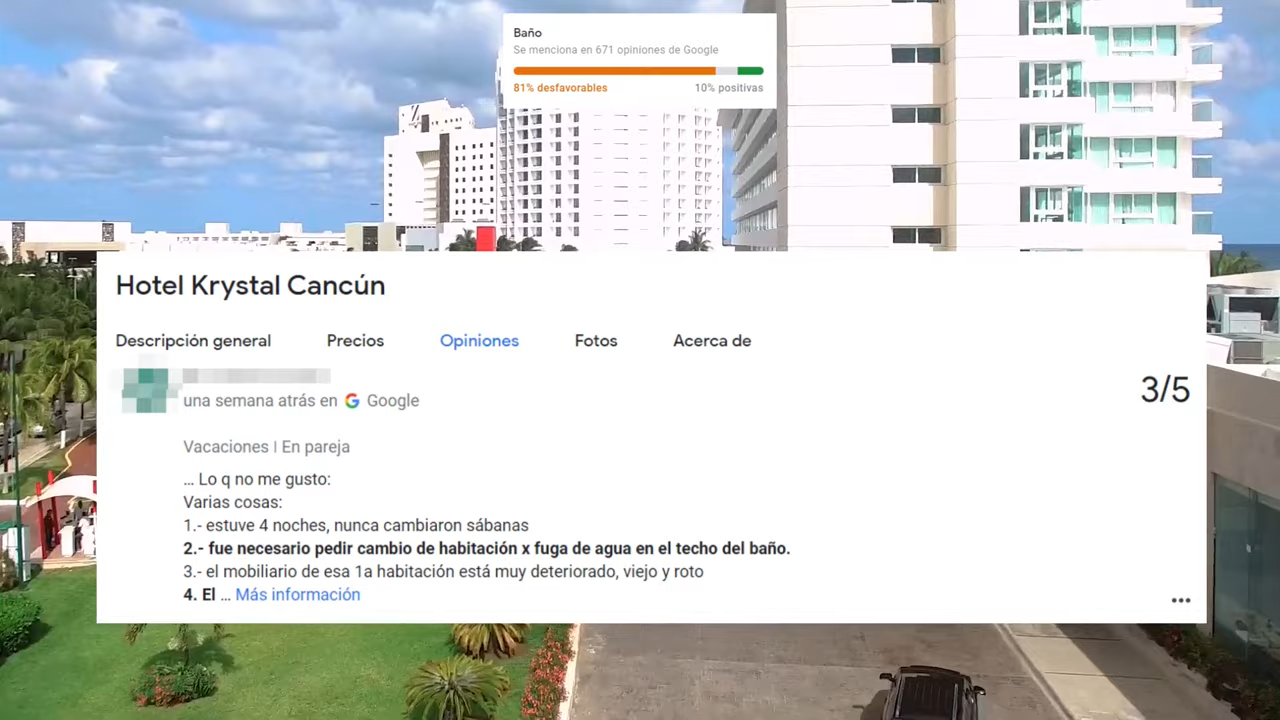 Baño
Se menciona en 671 opiniones de Google
81% desfavorables 10% positivas
Hotel Krystal Cancún
Descripción general Precios Opiniones Fotos Acerca de
3/5
una semana atrás en Google
Vacaciones | En pareja
... Lo q no me gusto:
Varias cosas:
1.- estuve 4 noches, nunca cambiaron sábanas
2.- fue necesario pedir cambio de habitación x fuga de agua en el techo del baño.
3.- el mobiliario de esa 1a habitación está muy deteriorado, viejo y roto
4. El ... Más información